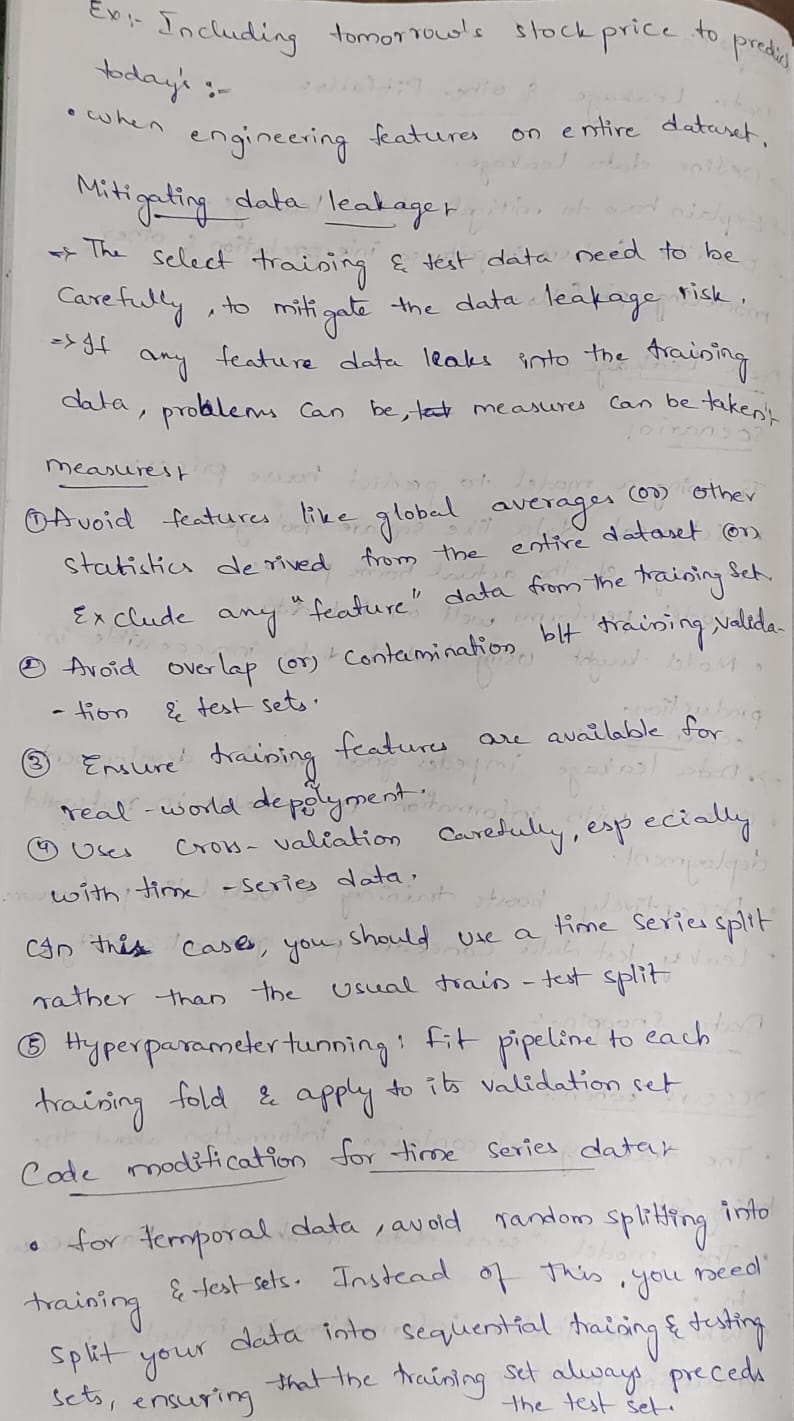 Ex:- Including tomorrow's stock price to predict
today's :-
• when engineering features on entire dataset.
Mitigating data leakage:
=> The select training & test data need to be
Carefully, to mitigate the data leakage risk.
=> If any feature data leaks into the training
data, problems can be, measures can be taken:
measures:
① Avoid features like global averages (or) other
statistics derived from the entire dataset (or)
Exclude any "feature" data from the training set.
② Avoid overlap (or) contamination b/t training, valida-
-tion & test sets.
③ Ensure training features are available for
real-world depolyment.
④ Uses Cross-valiation carefully, especially
with time-series data.
(In this case, you should use a time series split
rather than the usual train-test split
⑤ Hyperparameter tunning: fit pipeline to each
training fold & apply to its validation set
Code modification for time series data:
• for temporal data, avoid random splitting into
training & test sets. Instead of This, you need
split your data into sequential training & testing
sets, ensuring that the training set always preceds
the test set.